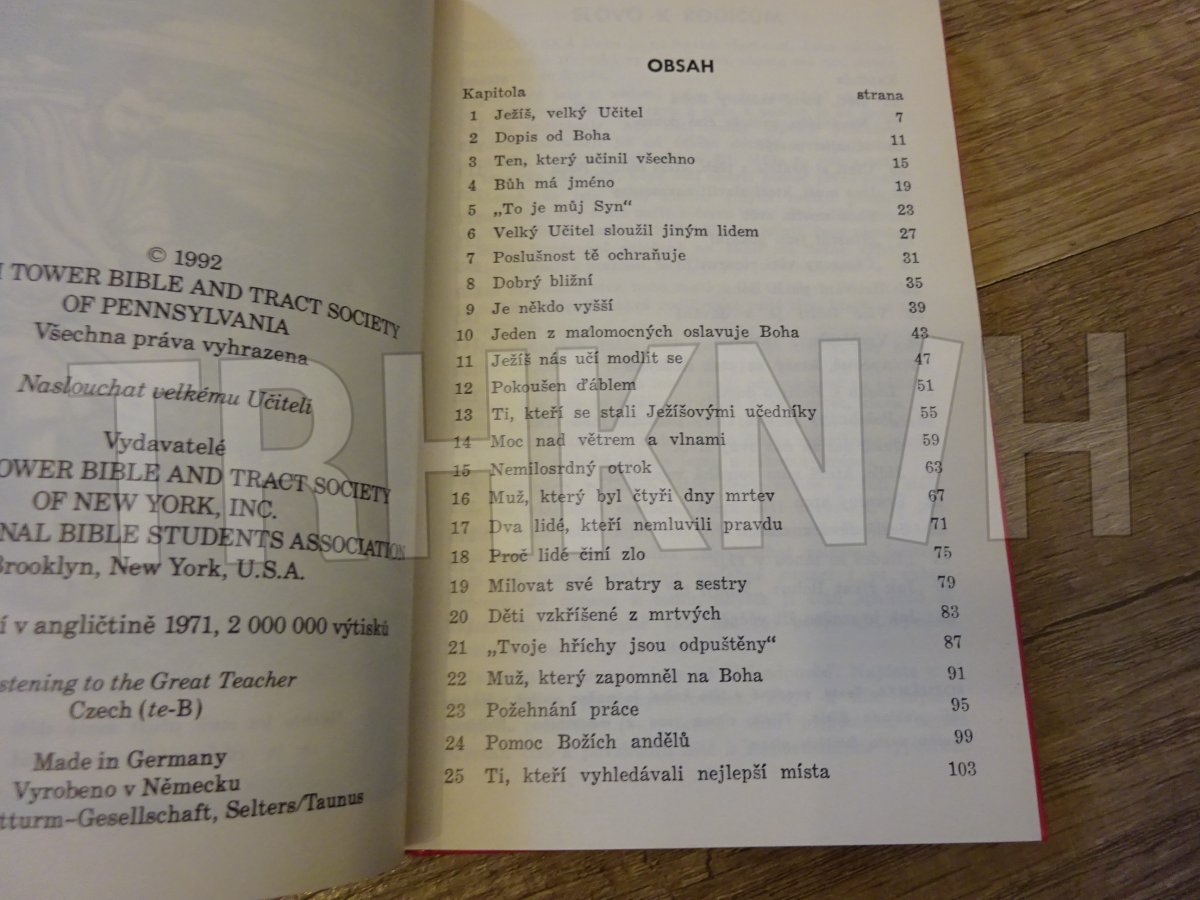 © 1992
TOWER BIBLE AND TRACT SOCIETY
OF PENNSYLVANIA
Všechna práva vyhrazena
Naslouchat velkému Učiteli
Vydavatelé
TOWER BIBLE AND TRACT SOCIETY
OF NEW YORK, INC.
BIBLE STUDENTS ASSOCIATION
Brooklyn, New York, U.S.A.
v angličtině 1971, 2 000 000 výtisků
to the Great Teacher
Czech (te-B)
Made in Germany
Vyrobeno v Německu
Selters/Taunus
OBSAH
Kapitola strana
1 Ježíš, velký Učitel 7
2 Dopis od Boha 11
3 Ten, který učinil všechno 15
4 Bůh má jméno 19
5 „To je můj Syn“ 23
6 Velký Učitel sloužil jiným lidem 27
7 Poslušnost tě ochraňuje 31
8 Dobrý bližní 35
9 Je někdo vyšší 39
10 Jeden z malomocných oslavuje Boha 43
11 Ježíš nás učí modlit se 47
12 Pokoušen ďáblem 51
13 Ti, kteří se stali Ježíšovými učedníky 55
14 Moc nad větrem a vlnami 59
15 Nemilosrdný otrok 63
16 Muž, který byl čtyři dny mrtev 67
17 Dva lidé, kteří nemluvili pravdu 71
18 Proč lidé činí zlo 75
19 Milovat své bratry a sestry 79
20 Děti vzkříšené z mrtvých 83
21 „Tvoje hříchy jsou odpuštěny“ 87
22 Muž, který zapomněl na Boha 91
23 Požehnání práce 95
24 Pomoc Božích andělů 99
25 Ti, kteří vyhledávali nejlepší místa 103
TRHKNIH